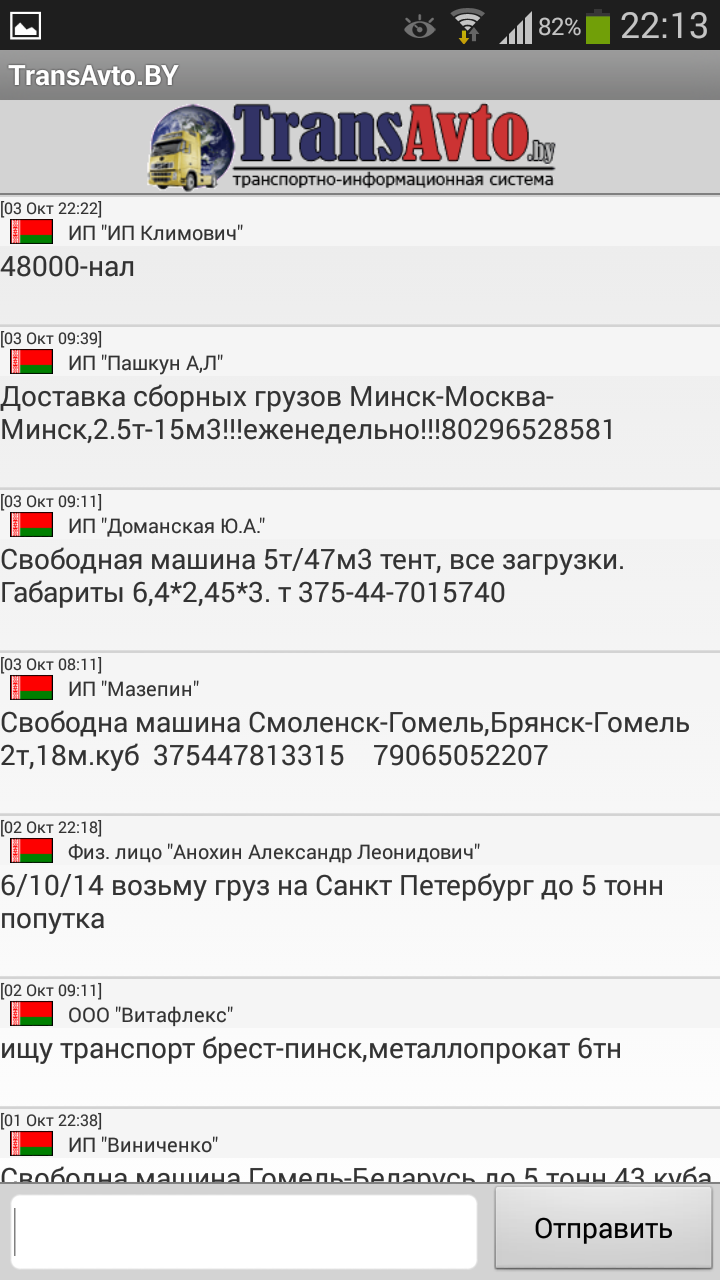 82% 22:13
TransAvto.BY
TransAvto.by
транспортно-информационная система
[03 Окт 22:22]
ИП "ИП Климович"
48000-нал
[03 Окт 09:39]
ИП "Пашкун А,Л"
Доставка сборных грузов Минск-Москва-
Минск,2.5т-15м3!!!еженедельно!!!80296528581
[03 Окт 09:11]
ИП "Доманская Ю.А."
Свободная машина 5т/47м3 тент, все загрузки.
Габариты 6,4*2,45*3. т 375-44-7015740
[03 Окт 08:11]
ИП "Мазепин"
Свободна машина Смоленск-Гомель,Брянск-Гомель
2т,18м.куб 375447813315 79065052207
[02 Окт 22:18]
Физ. лицо "Анохин Александр Леонидович"
6/10/14 возьму груз на Санкт Петербург до 5 тонн
попутка
[02 Окт 09:11]
ООО "Витафлекс"
ищу транспорт брест-пинск,металлопрокат 6тн
[01 Окт 22:38]
ИП "Виниченко"
Свободна машина Гомель-Беларусь до 5 тонн 43 куба
Отправить